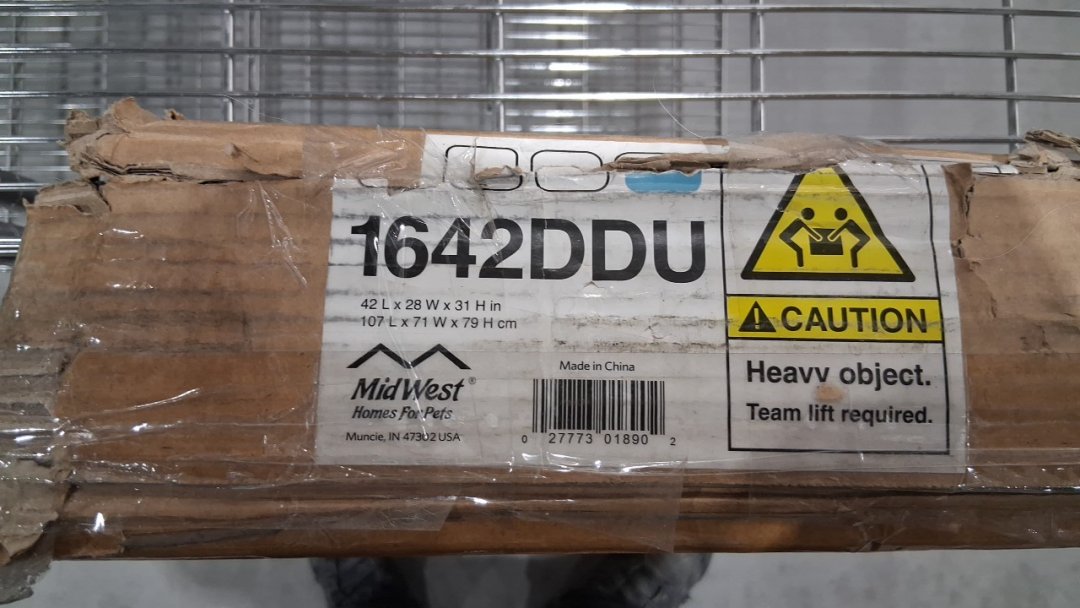 1642DDU
42 L x 28 W x 31 H in
107 L x 71 W x 79 H cm
MidWest®
Homes For Pets
Muncie, IN 47302 USA
Made in China
0 27773 01890 2
CAUTION
Heavy object.
Team lift required.